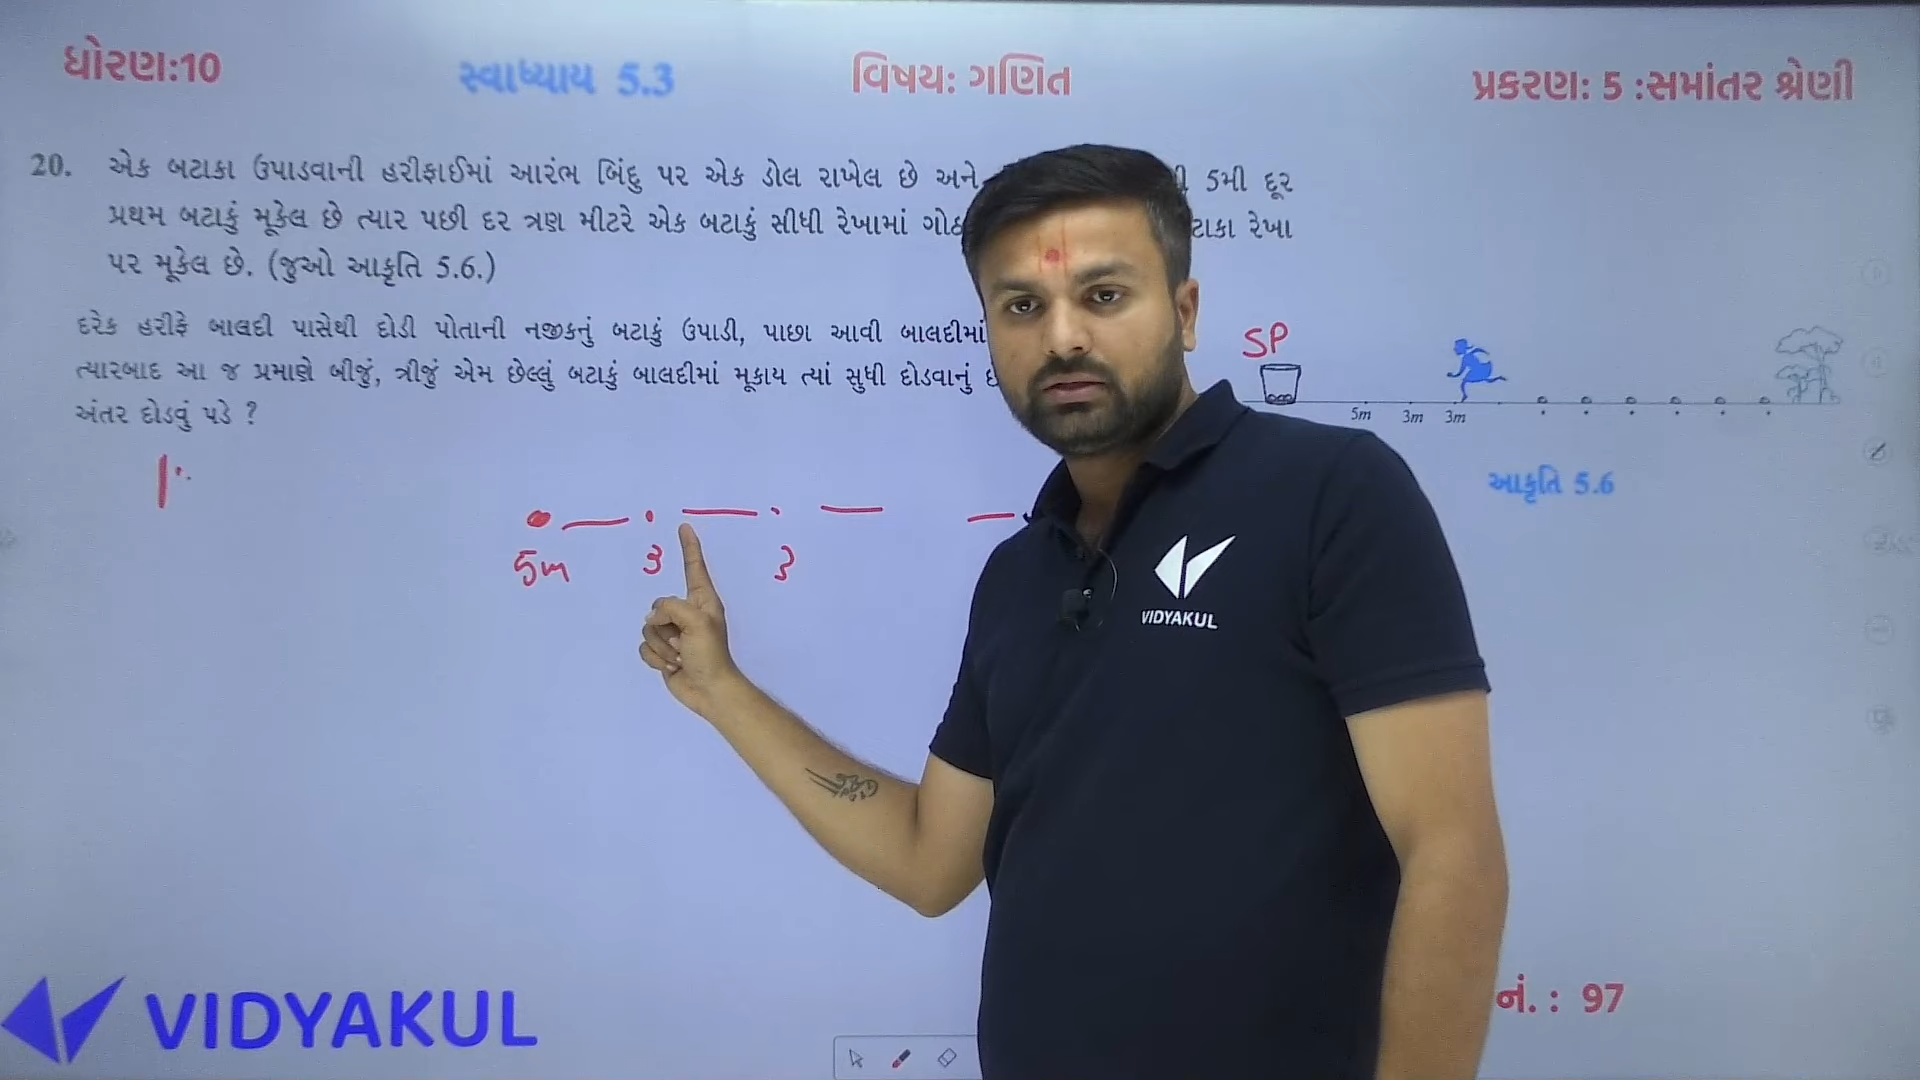 ધોરણ:10
સ્વાધ્યાય 5.3
વિષય: ગણિત
પ્રકરણ: 5 :સમાંતર શ્રેણી
20. એક બટાકા ઉપાડવાની હરીફાઈમાં આરંભ બિંદુ પર એક ડોલ રાખેલ છે અને 5મી દૂર
પ્રથમ બટાકું મૂકેલ છે ત્યાર પછી દર ત્રણ મીટરે એક બટાકું સીધી રેખામાં ટાકા રેખા
પર મૂકેલ છે. (જુઓ આકૃતિ 5.6.)
દરેક હરીફે બાલદી પાસેથી દોડી પોતાની નજીકનું બટાકું ઉપાડી, પાછા આવી બાલદીમાં
ત્યારબાદ આ જ પ્રમાણે બીજું, ત્રીજું એમ છેલ્લું બટાકું બાલદીમાં મૂકાય ત્યાં સુધી દોડવાનું
અંતર દોડવું પડે ?
SP
5m 3m 3m
આકૃતિ 5.6
5m 3 3
VIDYAKUL
નં. : 97
VIDYAKUL